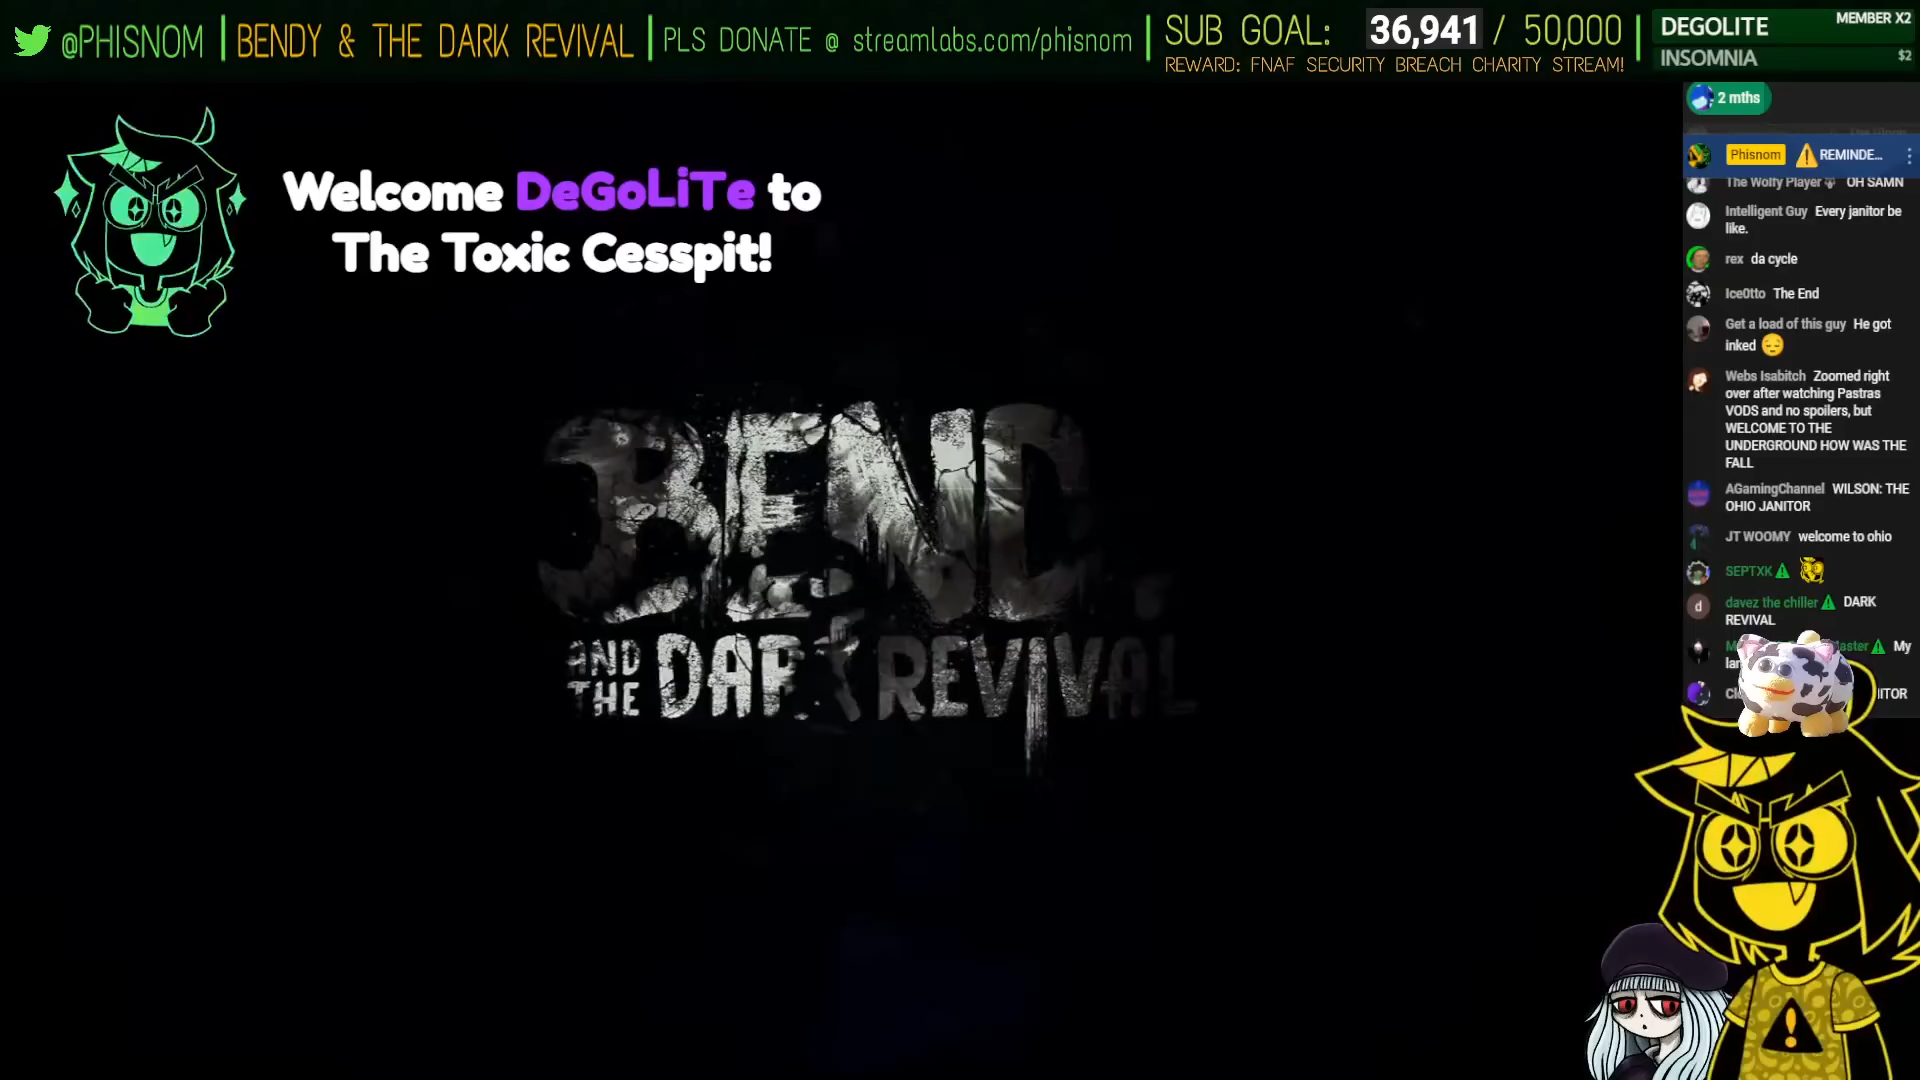 @PHISNOM
BENDY & THE DARK REVIVAL
PLS DONATE @ streamlabs.com/phisnom
SUB GOAL: 36,941 / 50,000
REWARD: FNAF SECURITY BREACH CHARITY STREAM!
DEGOLITE MEMBER X2
INSOMNIA $2
Welcome DeGoLiTe to
The Toxic Cesspit!
BEND
AND THE DARK REVIVAL
2 mths
Phisnom ⚠ REMINDE...
The Wolfy Player OH SAMN
Intelligent Guy Every janitor be
like.
rex da cycle
Ice0tto The End
Get a load of this guy He got
inked 😔
Webs Isabitch Zoomed right
over after watching Pastras
VODS and no spoilers, but
WELCOME TO THE
UNDERGROUND HOW WAS THE
FALL
AGamingChannel WILSON: THE
OHIO JANITOR
JT WOOMY welcome to ohio
SEPTXK
d davez the chiller DARK
REVIVAL
My